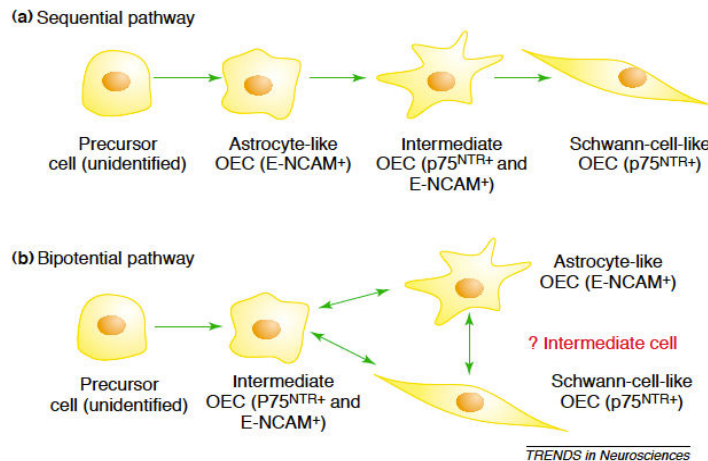 (a) Sequential pathway
Precursor
cell (unidentified)
Astrocyte-like
OEC (E-NCAM+)
Intermediate
OEC (p75NTR+ and
E-NCAM+)
Schwann-cell-like
OEC (p75NTR+)
(b) Bipotential pathway
Astrocyte-like
OEC (E-NCAM+)
? Intermediate cell
Precursor
cell (unidentified)
Intermediate
OEC (P75NTR+ and
E-NCAM+)
Schwann-cell-like
OEC (p75NTR+)
TRENDS in Neurosciences